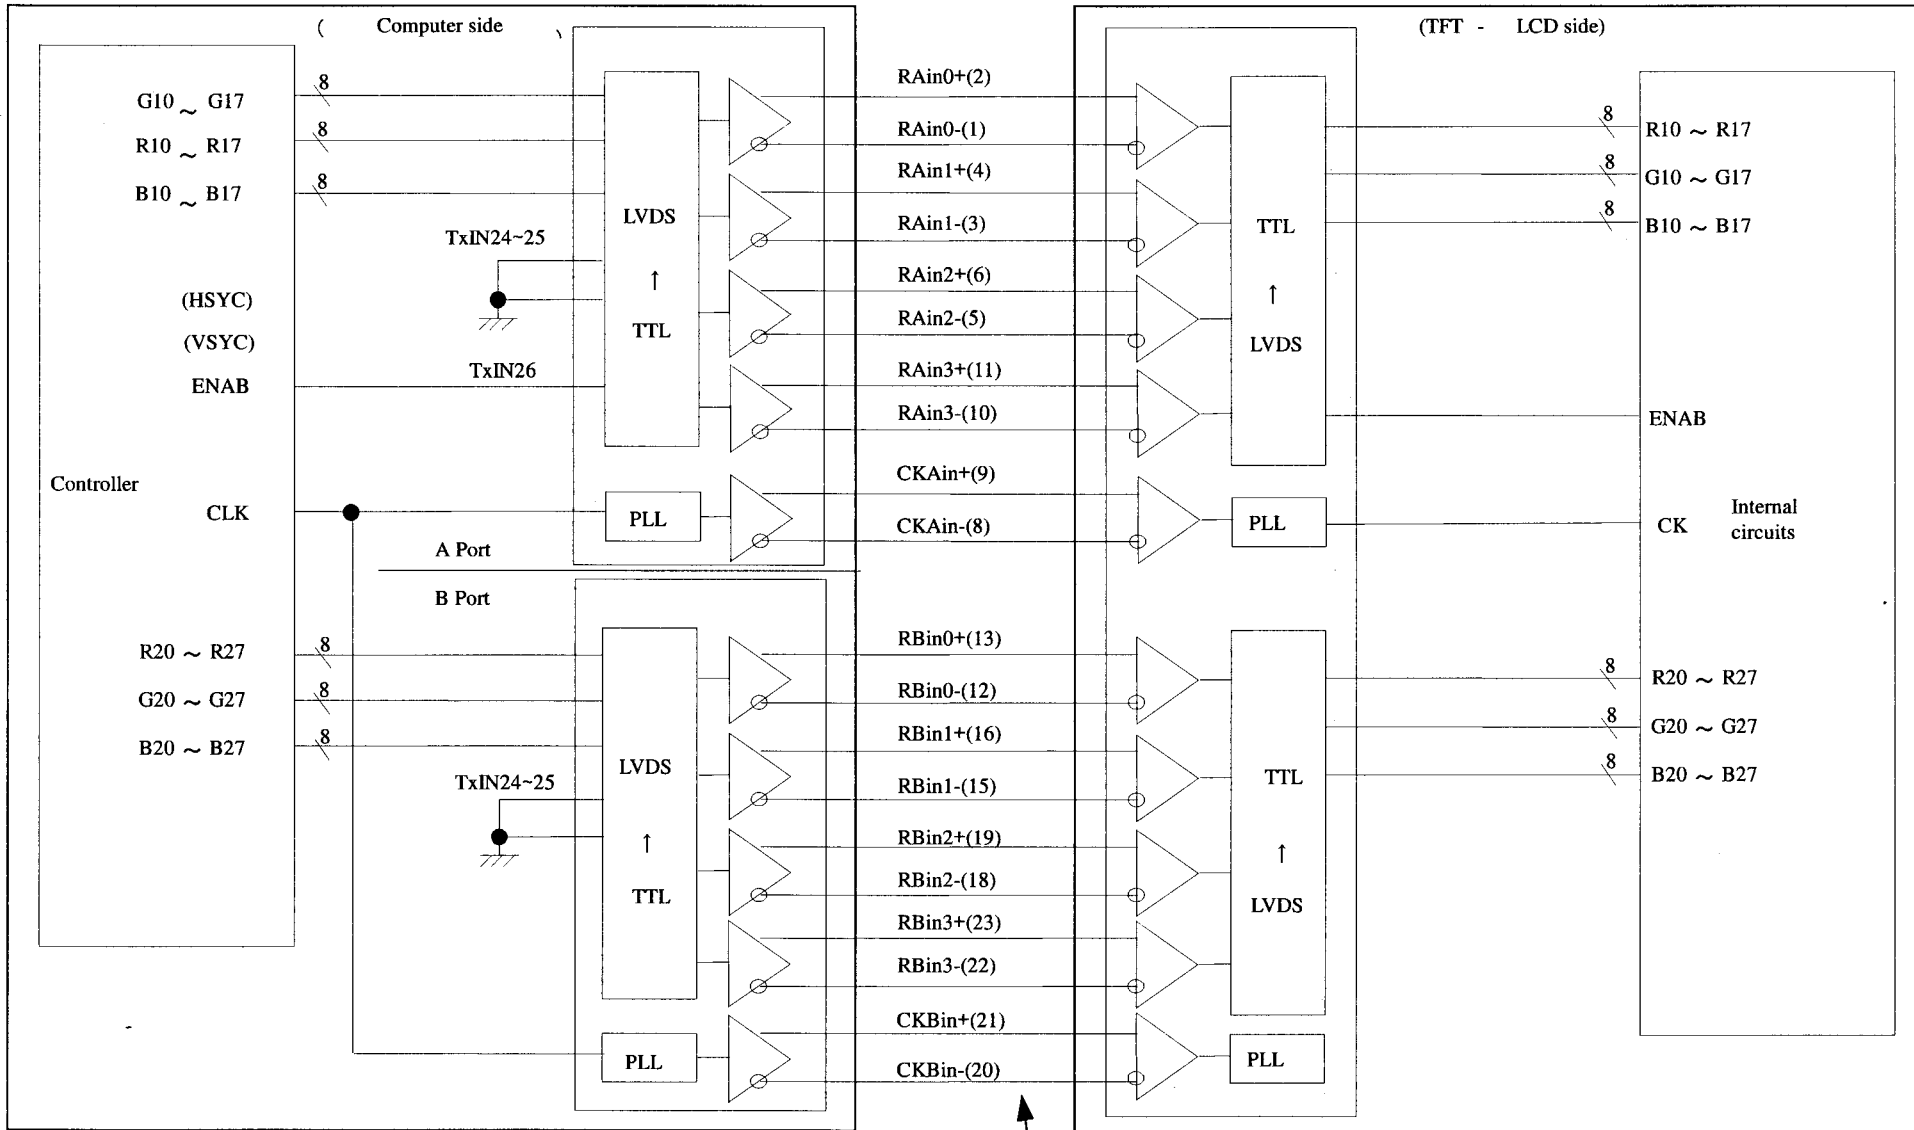 ( Computer side )
(TFT - LCD side)
8
G10 ~ G17
8
R10 ~ R17
8
B10 ~ B17
TxIN24~25
(HSYC)
(VSYC)
ENAB
TxIN26
Controller
CLK
LVDS
↑
TTL
PLL
A Port
B Port
8
R20 ~ R27
8
G20 ~ G27
8
B20 ~ B27
TxIN24~25
LVDS
↑
TTL
PLL
RAin0+(2)
RAin0-(1)
RAin1+(4)
RAin1-(3)
RAin2+(6)
RAin2-(5)
RAin3+(11)
RAin3-(10)
CKAin+(9)
CKAin-(8)
RBin0+(13)
RBin0-(12)
RBin1+(16)
RBin1-(15)
RBin2+(19)
RBin2-(18)
RBin3+(23)
RBin3-(22)
CKBin+(21)
CKBin-(20)
TTL
↑
LVDS
PLL
TTL
↑
LVDS
PLL
8
R10 ~ R17
8
G10 ~ G17
8
B10 ~ B17
ENAB
CK
Internal
circuits
8
R20 ~ R27
8
G20 ~ G27
8
B20 ~ B27